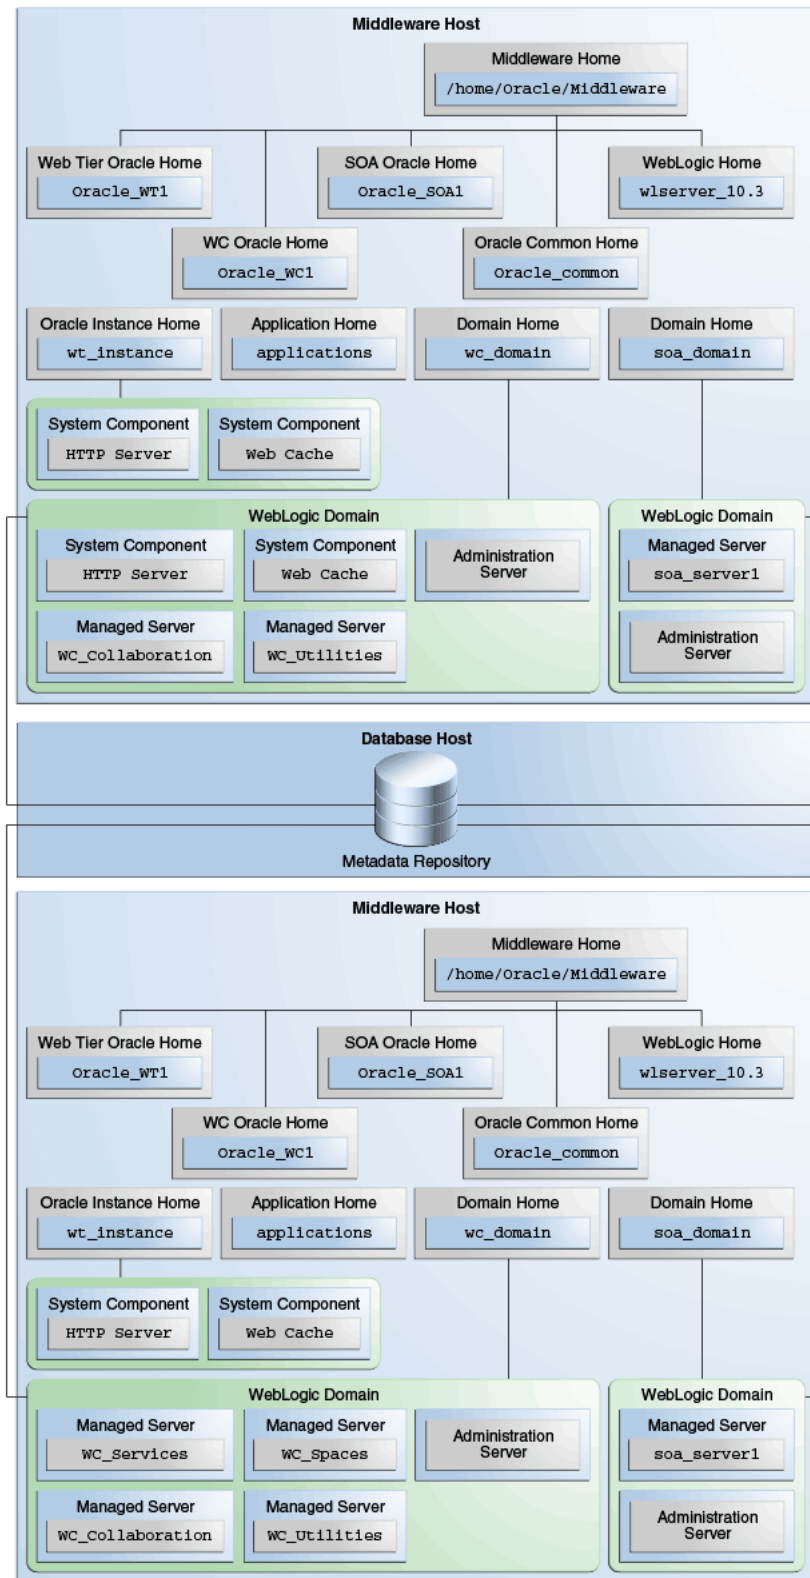 Middleware Host
Middleware Home
/home/Oracle/Middleware
Web Tier Oracle Home
Oracle_WT1
SOA Oracle Home
Oracle_SOA1
WebLogic Home
wlserver_10.3
WC Oracle Home
Oracle_WC1
Oracle Common Home
Oracle_common
Oracle Instance Home
wt_instance
Application Home
applications
Domain Home
wc_domain
Domain Home
soa_domain
System Component
HTTP Server
System Component
Web Cache
WebLogic Domain
System Component
HTTP Server
System Component
Web Cache
Administration
Server
Managed Server
WC_Collaboration
Managed Server
WC_Utilities
WebLogic Domain
Managed Server
soa_server1
Administration
Server
Database Host
Metadata Repository
Middleware Host
Middleware Home
/home/Oracle/Middleware
Web Tier Oracle Home
Oracle_WT1
SOA Oracle Home
Oracle_SOA1
WebLogic Home
wlserver_10.3
WC Oracle Home
Oracle_WC1
Oracle Common Home
Oracle_common
Oracle Instance Home
wt_instance
Application Home
applications
Domain Home
wc_domain
Domain Home
soa_domain
System Component
HTTP Server
System Component
Web Cache
WebLogic Domain
Managed Server
WC_Services
Managed Server
WC_Spaces
Administration
Server
Managed Server
WC_Collaboration
Managed Server
WC_Utilities
WebLogic Domain
Managed Server
soa_server1
Administration
Server